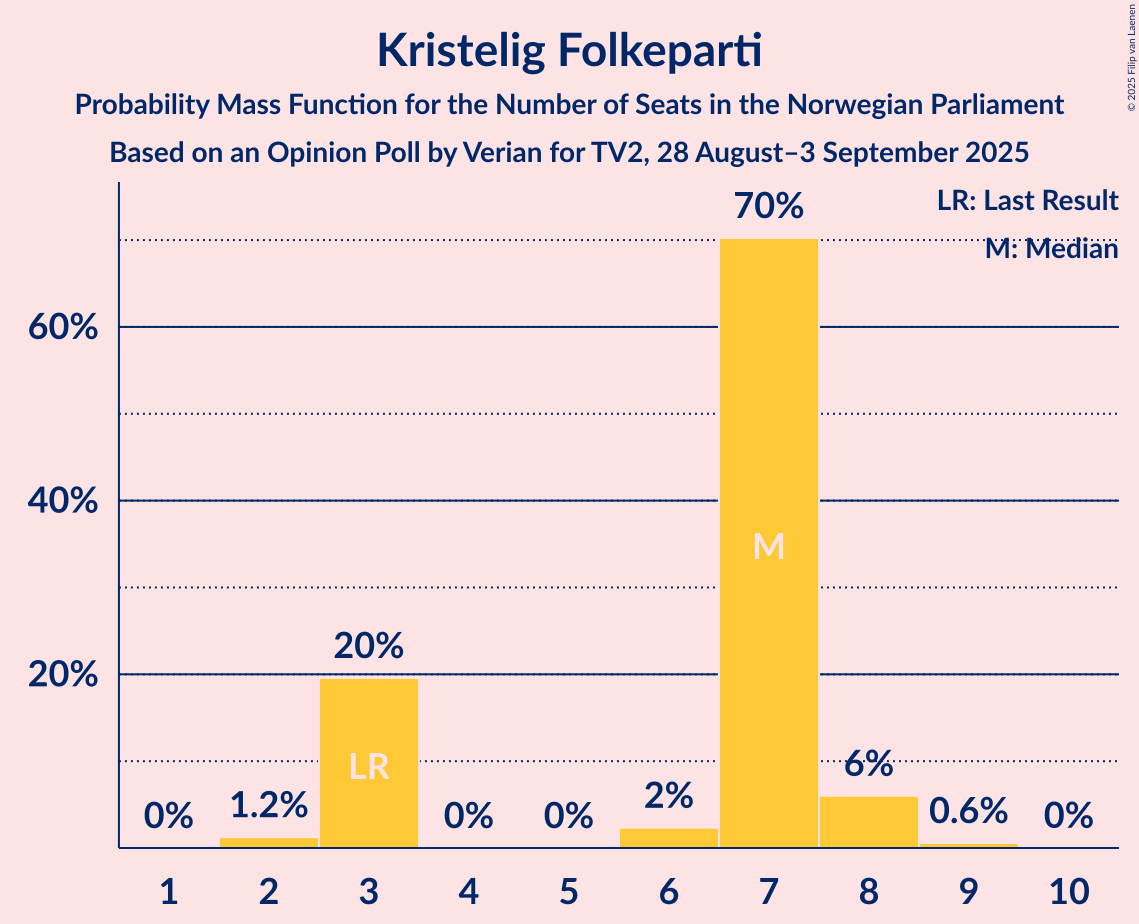 Kristelig Folkeparti
Probability Mass Function for the Number of Seats in the Norwegian Parliament
Based on an Opinion Poll by Verian for TV2, 28 August–3 September 2025
© 2025 Filip van Laenen
LR: Last Result
M: Median
70%
60%
40%
20%
20%
M
LR
0%
1.2%
0%
0%
2%
6%
0.6%
0%
1 2 3 4 5 6 7 8 9 10